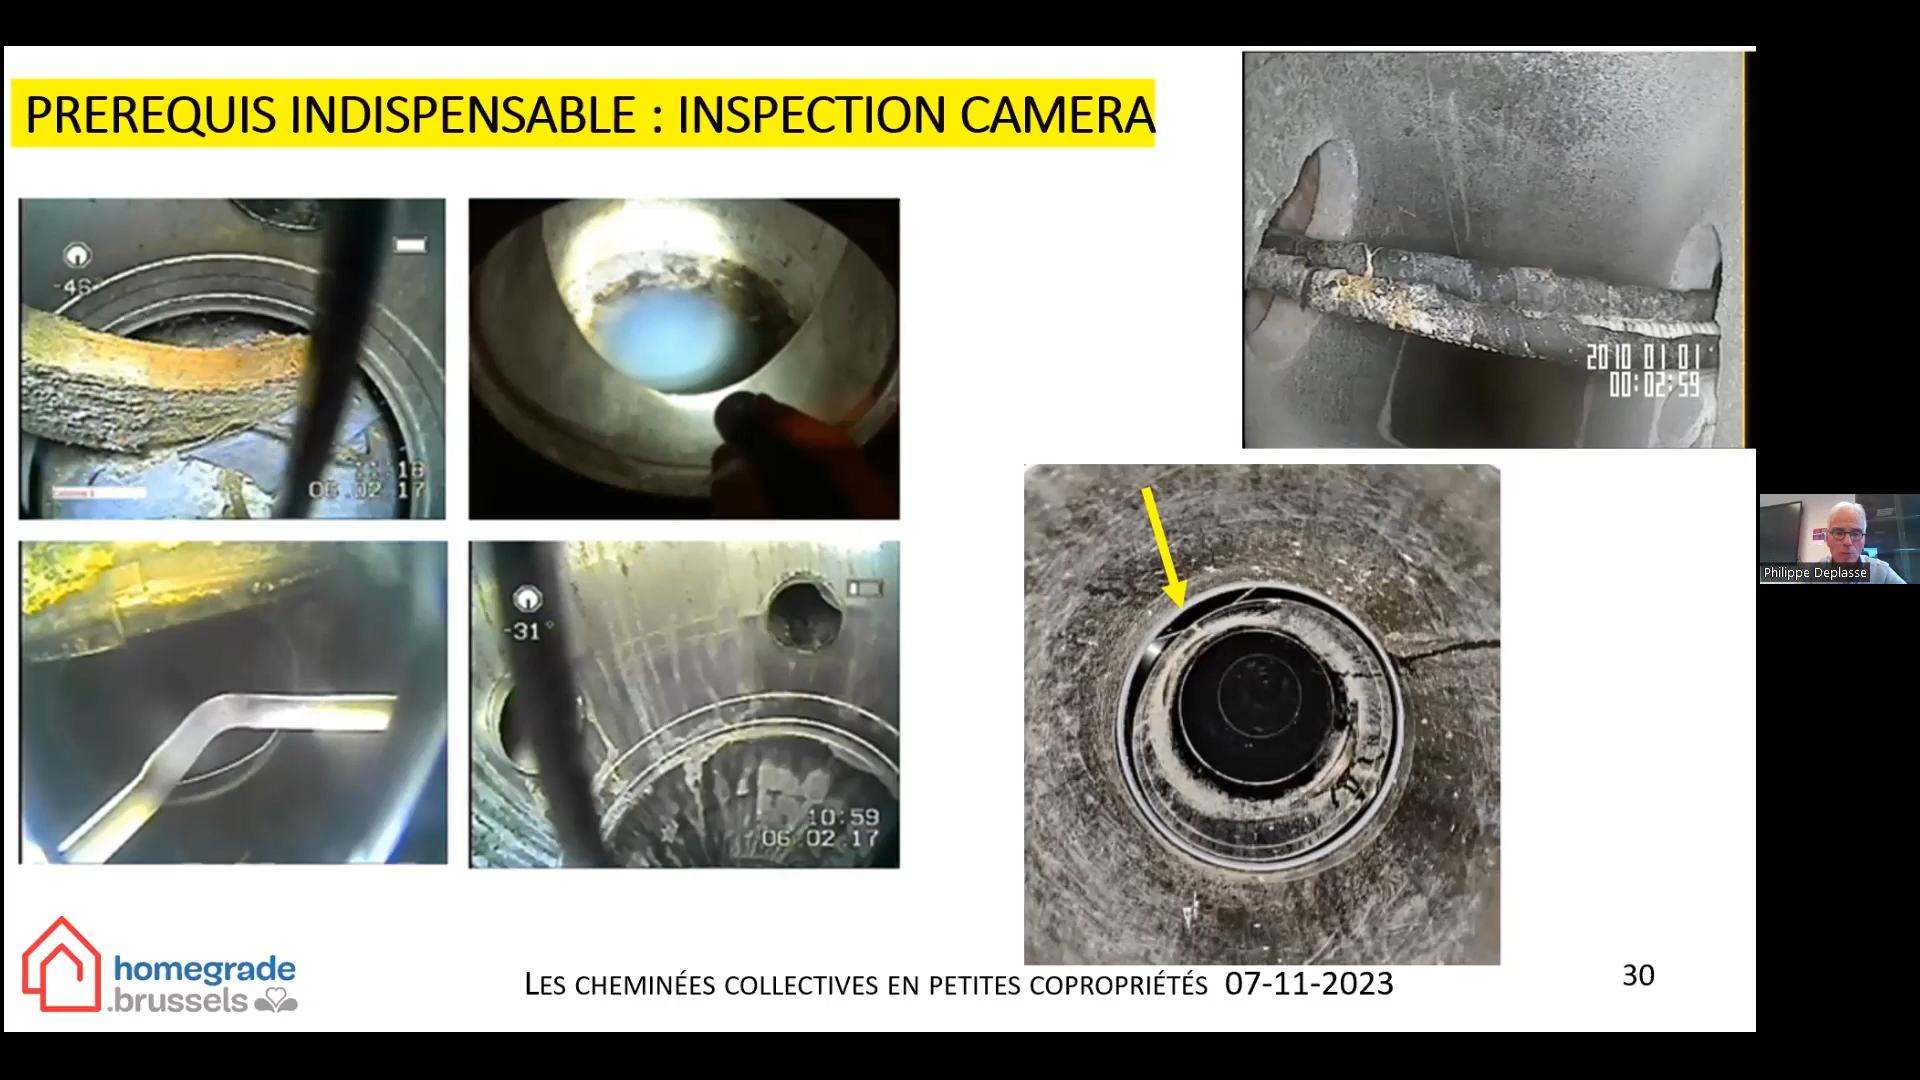 PREREQUIS INDISPENSABLE : INSPECTION CAMERA
-46
06.02.17
2010 01 01
00:02:59
-31°
10:59
06.02.17
Philippe Deplasse
homegrade
.brussels
LES CHEMINÉES COLLECTIVES EN PETITES COPROPRIÉTÉS 07-11-2023
30